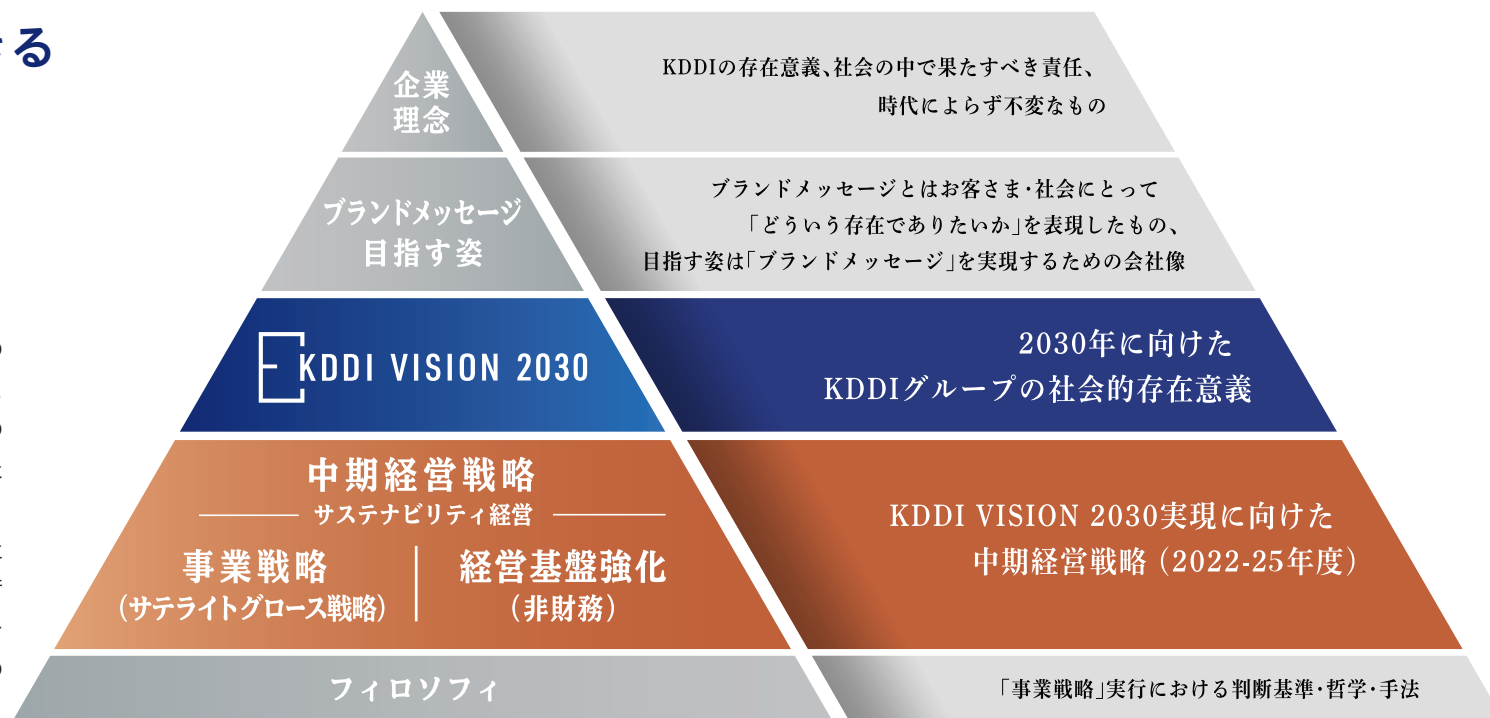 る
企業
理念
KDDIの存在意義、社会の中で果たすべき責任、
時代によらず不変なもの
ブランドメッセージ
目指す姿
ブランドメッセージとはお客さま・社会にとって
「どういう存在でありたいか」を表現したもの、
目指す姿は「ブランドメッセージ」を実現するための会社像
KDDI VISION 2030
2030年に向けた
KDDIグループの社会的存在意義
中期経営戦略
サステナビリティ経営
事業戦略
(サテライトグロース戦略)
経営基盤強化
(非財務)
KDDI VISION 2030実現に向けた
中期経営戦略(2022-25年度)
フィロソフィ
「事業戦略」実行における判断基準・哲学・手法